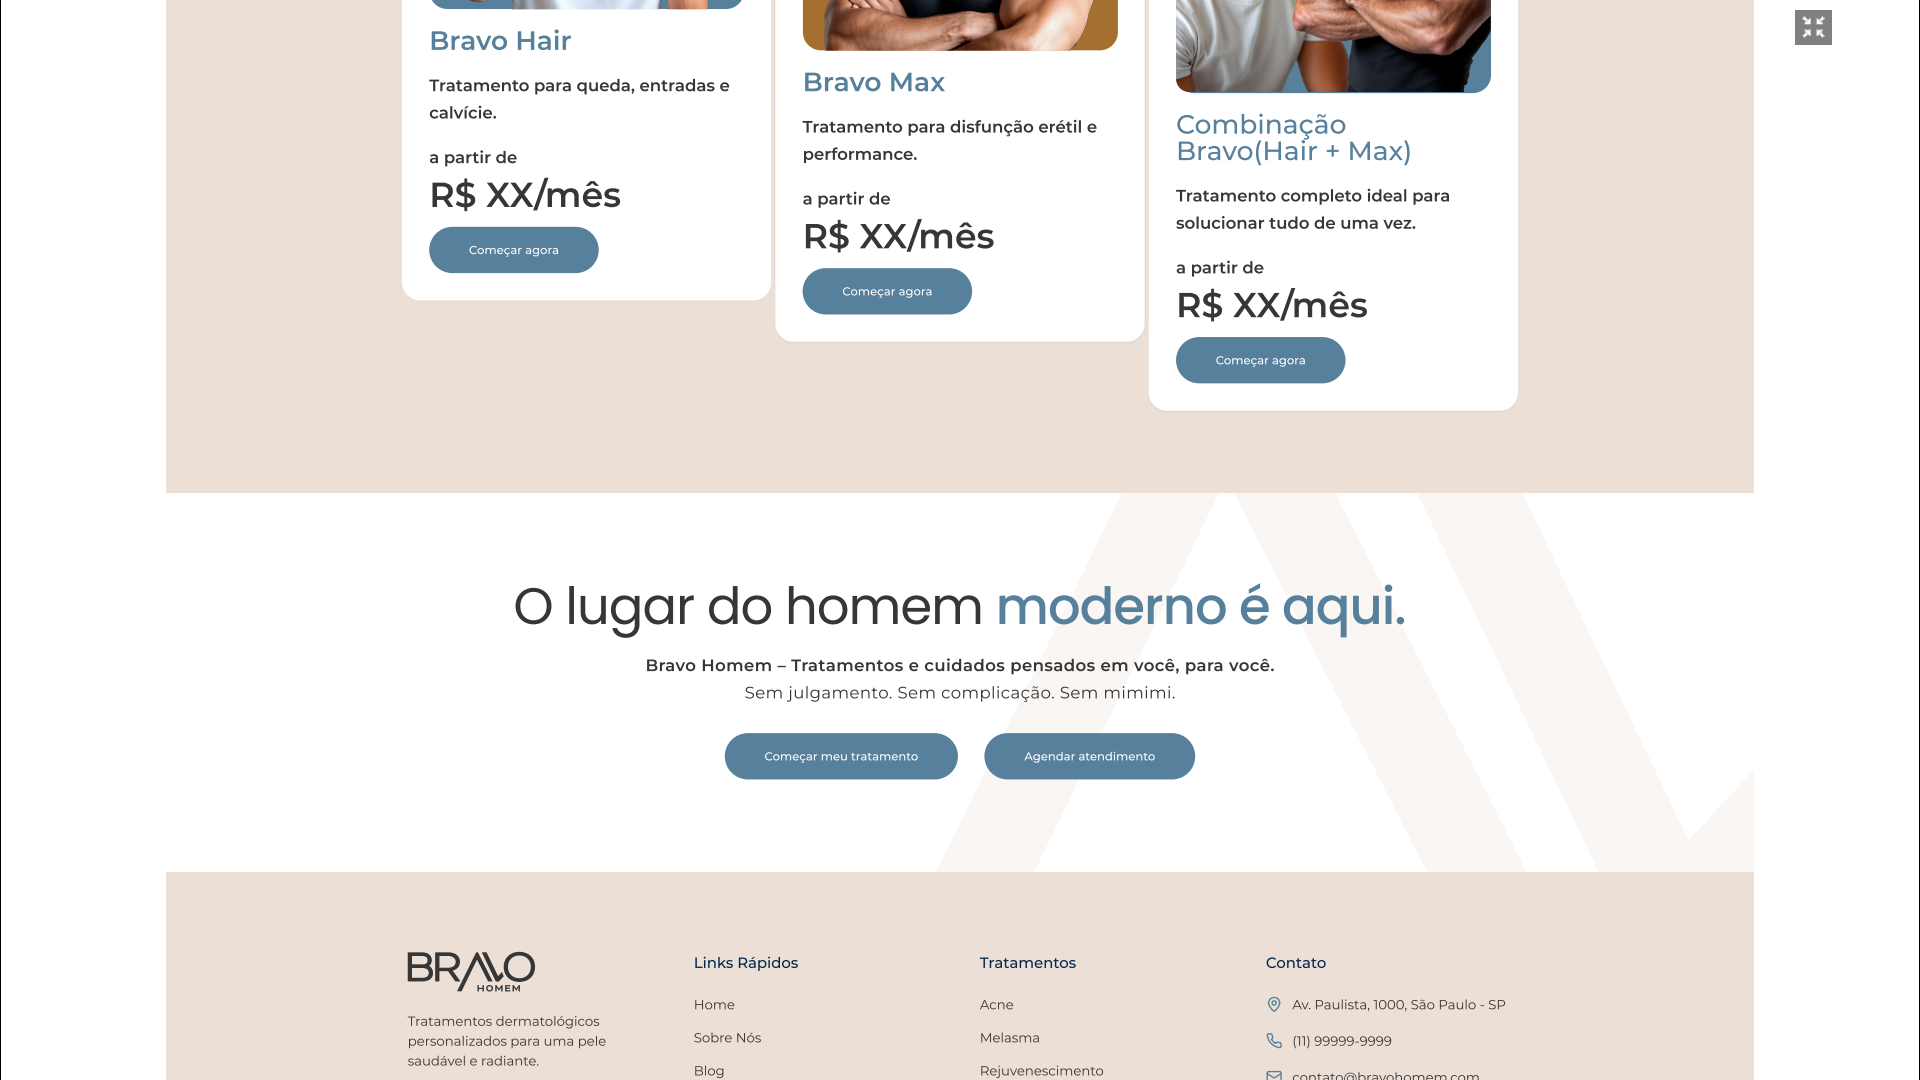 Bravo Hair
Tratamento para queda, entradas e
calvície.
a partir de
R$ XX/mês
Começar agora
Bravo Max
Tratamento para disfunção erétil e
performance.
a partir de
R$ XX/mês
Começar agora
Combinação
Bravo(Hair + Max)
Tratamento completo ideal para
solucionar tudo de uma vez.
a partir de
R$ XX/mês
Começar agora
O lugar do homem moderno é aqui.
Bravo Homem – Tratamentos e cuidados pensados em você, para você.
Sem julgamento. Sem complicação. Sem mimimi.
Começar meu tratamento
Agendar atendimento
BRAVO
HOMEM
Tratamentos dermatológicos
personalizados para uma pele
saudável e radiante.
Links Rápidos
Home
Sobre Nós
Blog
Tratamentos
Acne
Melasma
Rejuvenescimento
Contato
Av. Paulista, 1000, São Paulo - SP
(11) 99999-9999
contato@bravohomem.com